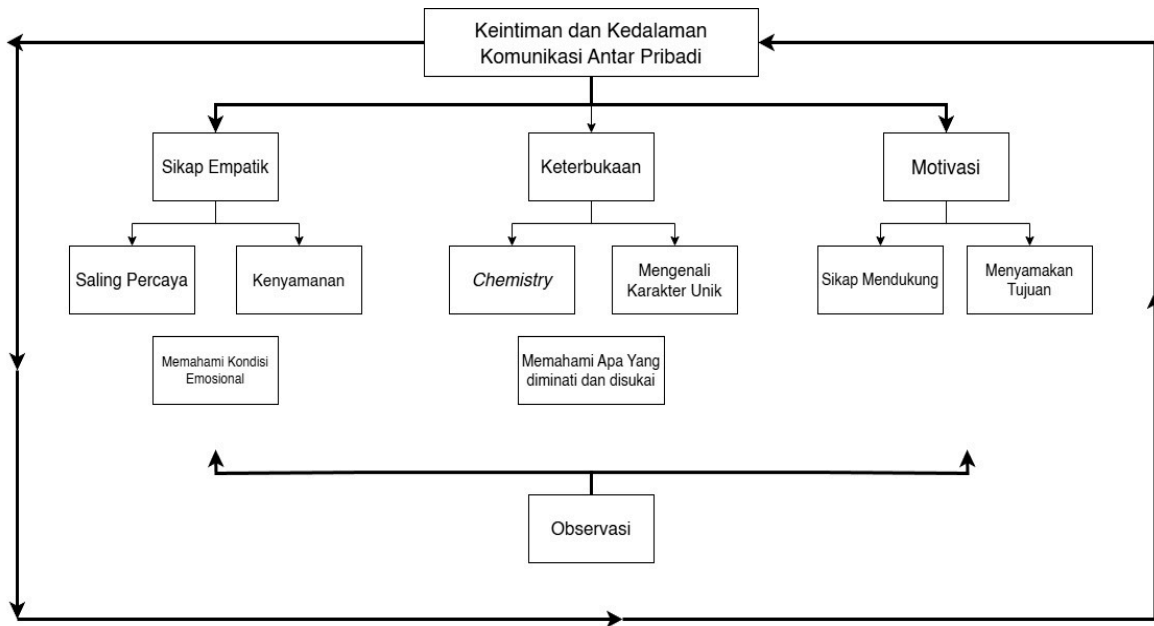 Keintiman dan Kedalaman
Komunikasi Antar Pribadi
Sikap Empatik
Keterbukaan
Motivasi
Saling Percaya
Kenyamanan
Chemistry
Mengenali
Karakter Unik
Sikap Mendukung
Menyamakan
Tujuan
Memahami Kondisi
Emosional
Memahami Apa Yang
diminati dan disukai
Observasi